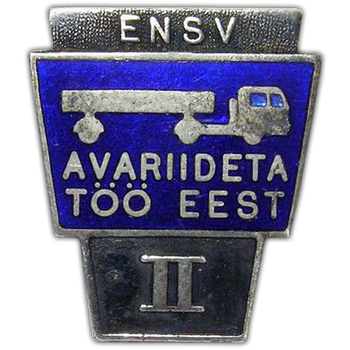 ENSV
AVARIIDETA
TÖÖ EEST
II